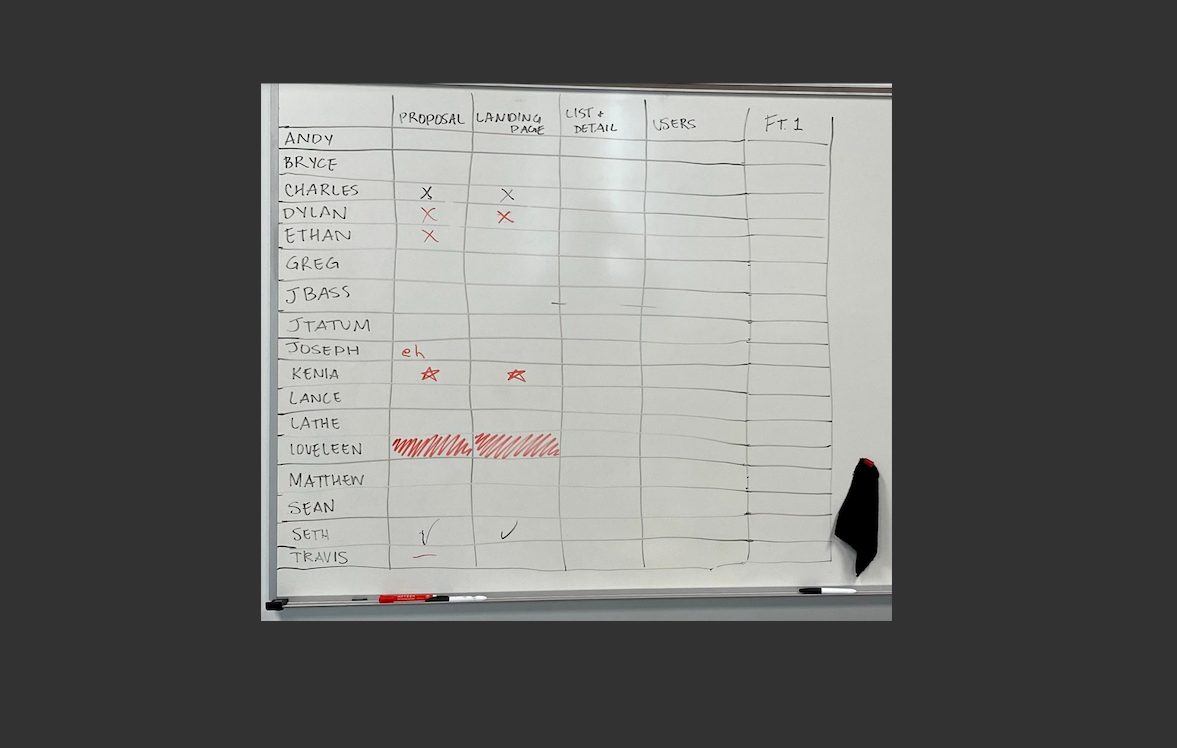 PROPOSAL LANDING PAGE LIST + DETAIL USERS FT. 1
ANDY
BRYCE
CHARLES X X
DYLAN X X
ETHAN X
GREG
JBASS
JTATUM
JOSEPH eh
KENIA
LANCE
LATHE
LOVELEEN
MATTHEW
SEAN
SETH ✓ ✓
TRAVIS